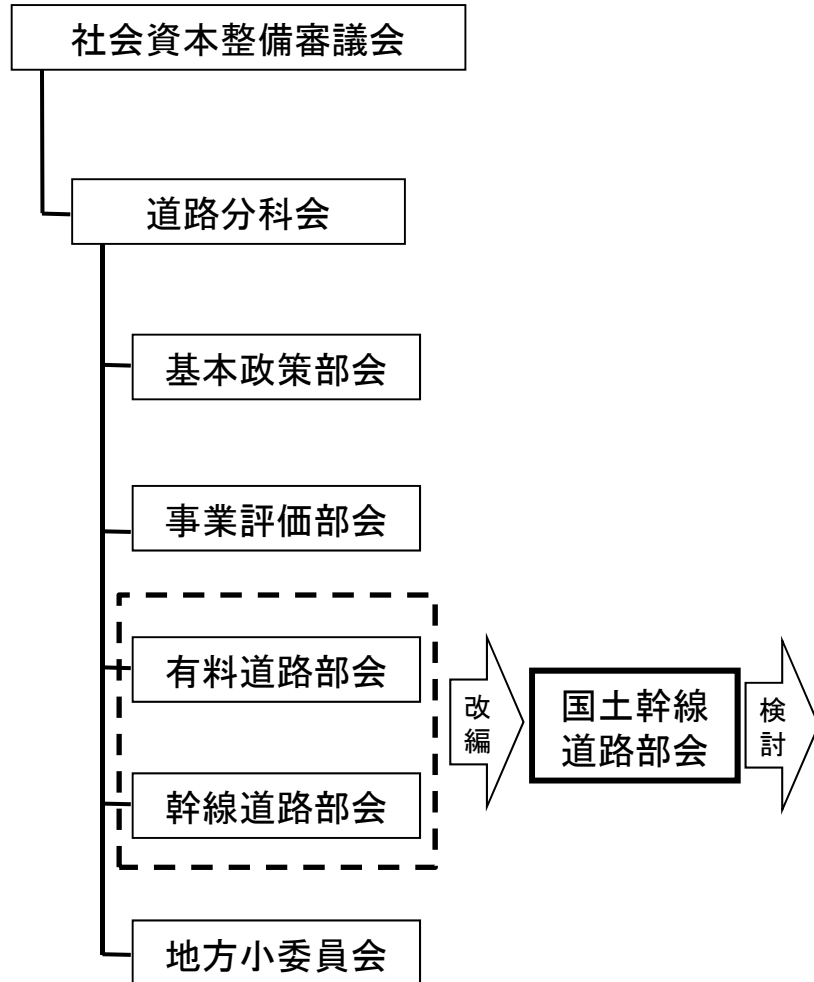 社会資本整備審議会
道路分科会
基本政策部会
事業評価部会
有料道路部会
幹線道路部会
地方小委員会
改編
国土幹線
道路部会
検討